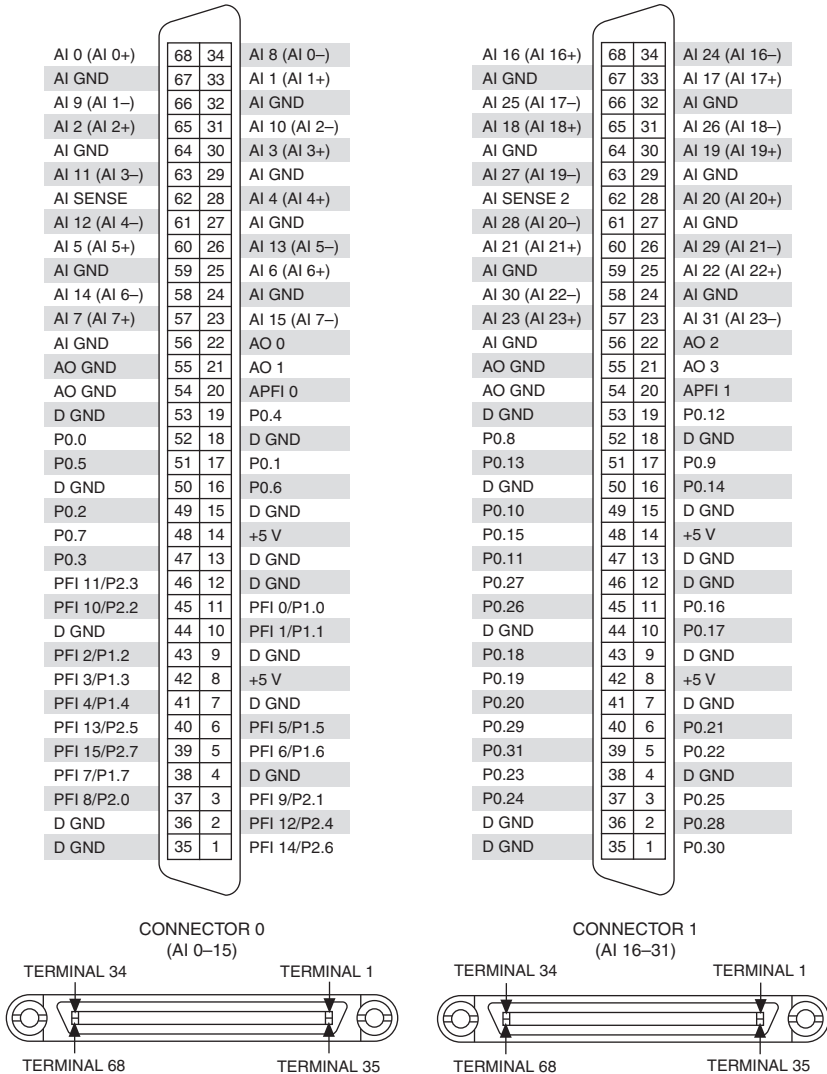 AI 0 (AI 0+) 68 34 AI 8 (AI 0–)
AI GND 67 33 AI 1 (AI 1+)
AI 9 (AI 1–) 66 32 AI GND
AI 2 (AI 2+) 65 31 AI 10 (AI 2–)
AI GND 64 30 AI 3 (AI 3+)
AI 11 (AI 3–) 63 29 AI GND
AI SENSE 62 28 AI 4 (AI 4+)
AI 12 (AI 4–) 61 27 AI GND
AI 5 (AI 5+) 60 26 AI 13 (AI 5–)
AI GND 59 25 AI 6 (AI 6+)
AI 14 (AI 6–) 58 24 AI GND
AI 7 (AI 7+) 57 23 AI 15 (AI 7–)
AI GND 56 22 AO 0
AO GND 55 21 AO 1
AO GND 54 20 APFI 0
D GND 53 19 P0.4
P0.0 52 18 D GND
P0.5 51 17 P0.1
D GND 50 16 P0.6
P0.2 49 15 D GND
P0.7 48 14 +5 V
P0.3 47 13 D GND
PFI 11/P2.3 46 12 D GND
PFI 10/P2.2 45 11 PFI 0/P1.0
D GND 44 10 PFI 1/P1.1
PFI 2/P1.2 43 9 D GND
PFI 3/P1.3 42 8 +5 V
PFI 4/P1.4 41 7 D GND
PFI 13/P2.5 40 6 PFI 5/P1.5
PFI 15/P2.7 39 5 PFI 6/P1.6
PFI 7/P1.7 38 4 D GND
PFI 8/P2.0 37 3 PFI 9/P2.1
D GND 36 2 PFI 12/P2.4
D GND 35 1 PFI 14/P2.6
CONNECTOR 0
(AI 0–15)
TERMINAL 34 TERMINAL 1
TERMINAL 68 TERMINAL 35
AI 16 (AI 16+) 68 34 AI 24 (AI 16–)
AI GND 67 33 AI 17 (AI 17+)
AI 25 (AI 17–) 66 32 AI GND
AI 18 (AI 18+) 65 31 AI 26 (AI 18–)
AI GND 64 30 AI 19 (AI 19+)
AI 27 (AI 19–) 63 29 AI GND
AI SENSE 2 62 28 AI 20 (AI 20+)
AI 28 (AI 20–) 61 27 AI GND
AI 21 (AI 21+) 60 26 AI 29 (AI 21–)
AI GND 59 25 AI 22 (AI 22+)
AI 30 (AI 22–) 58 24 AI GND
AI 23 (AI 23+) 57 23 AI 31 (AI 23–)
AI GND 56 22 AO 2
AO GND 55 21 AO 3
AO GND 54 20 APFI 1
D GND 53 19 P0.12
P0.8 52 18 D GND
P0.13 51 17 P0.9
D GND 50 16 P0.14
P0.10 49 15 D GND
P0.15 48 14 +5 V
P0.11 47 13 D GND
P0.27 46 12 D GND
P0.26 45 11 P0.16
D GND 44 10 P0.17
P0.18 43 9 D GND
P0.19 42 8 +5 V
P0.20 41 7 D GND
P0.29 40 6 P0.21
P0.31 39 5 P0.22
P0.23 38 4 D GND
P0.24 37 3 P0.25
D GND 36 2 P0.28
D GND 35 1 P0.30
CONNECTOR 1
(AI 16–31)
TERMINAL 34 TERMINAL 1
TERMINAL 68 TERMINAL 35